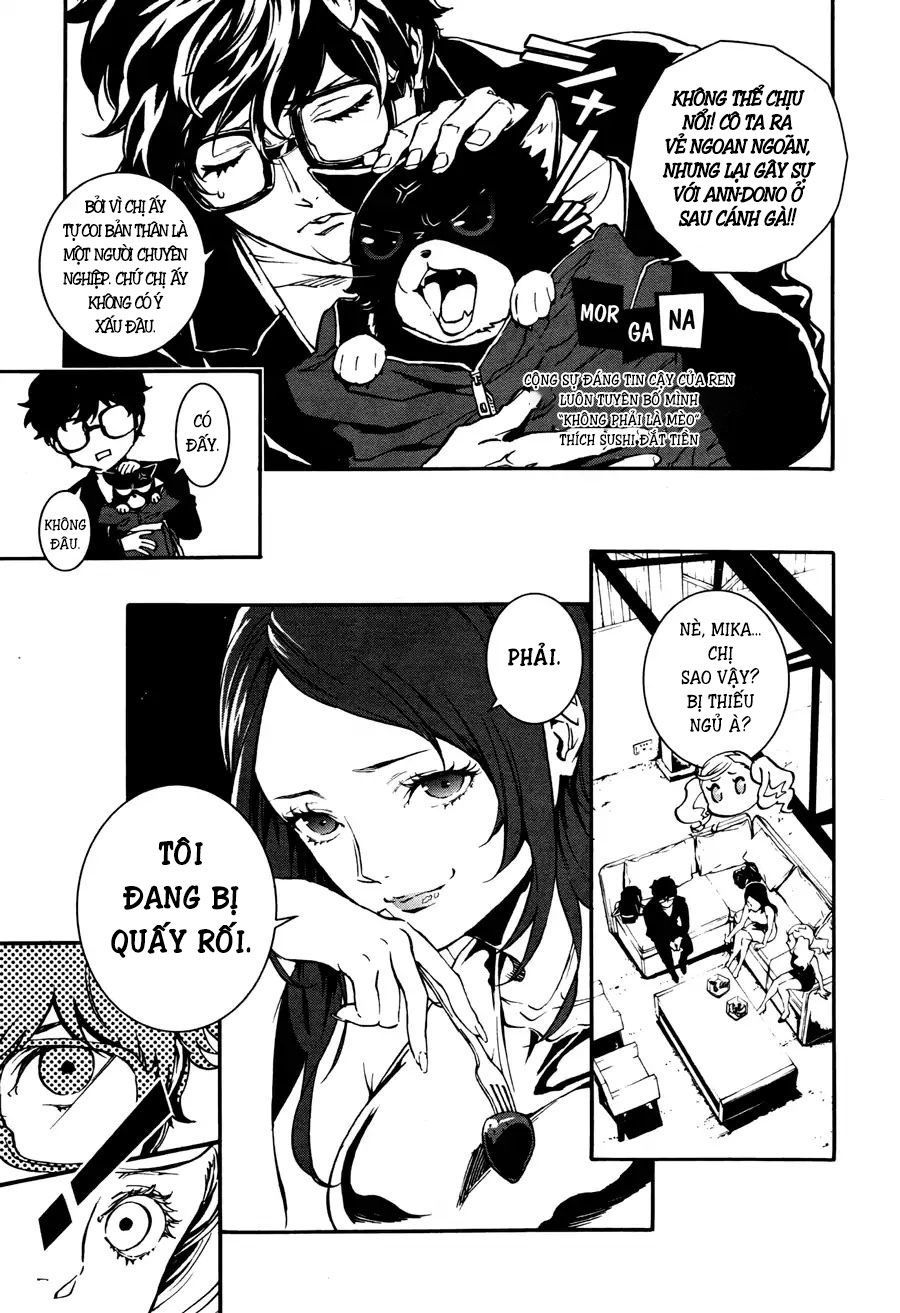 KHÔNG THỂ CHỊU
NỔI! CÔ TA RA
VẺ NGOAN NGOÃN,
NHƯNG LẠI GÂY SỰ
VỚI ANN-DONO Ở
SAU CÁNH GÀ!!
BỞI VÌ CHỊ ẤY
TỰ COI BẢN THÂN LÀ
MỘT NGƯỜI CHUYÊN
NGHIỆP. CHỨ CHỊ ẤY
KHÔNG CÓ Ý
XẤU ĐÂU.
MOR GA NA
CỘNG SỰ ĐÁNG TIN CẬY CỦA REN
LUÔN TUYÊN BỐ MÌNH
"KHÔNG PHẢI LÀ MÈO"
THÍCH SUSHI ĐẮT TIỀN
CÓ
ĐẤY.
KHÔNG
ĐÂU.
NÈ, MIKA...
CHỊ
SAO VẬY?
BỊ THIẾU
NGỦ À?
PHẢI.
TÔI
ĐANG BỊ
QUẤY RỐI.